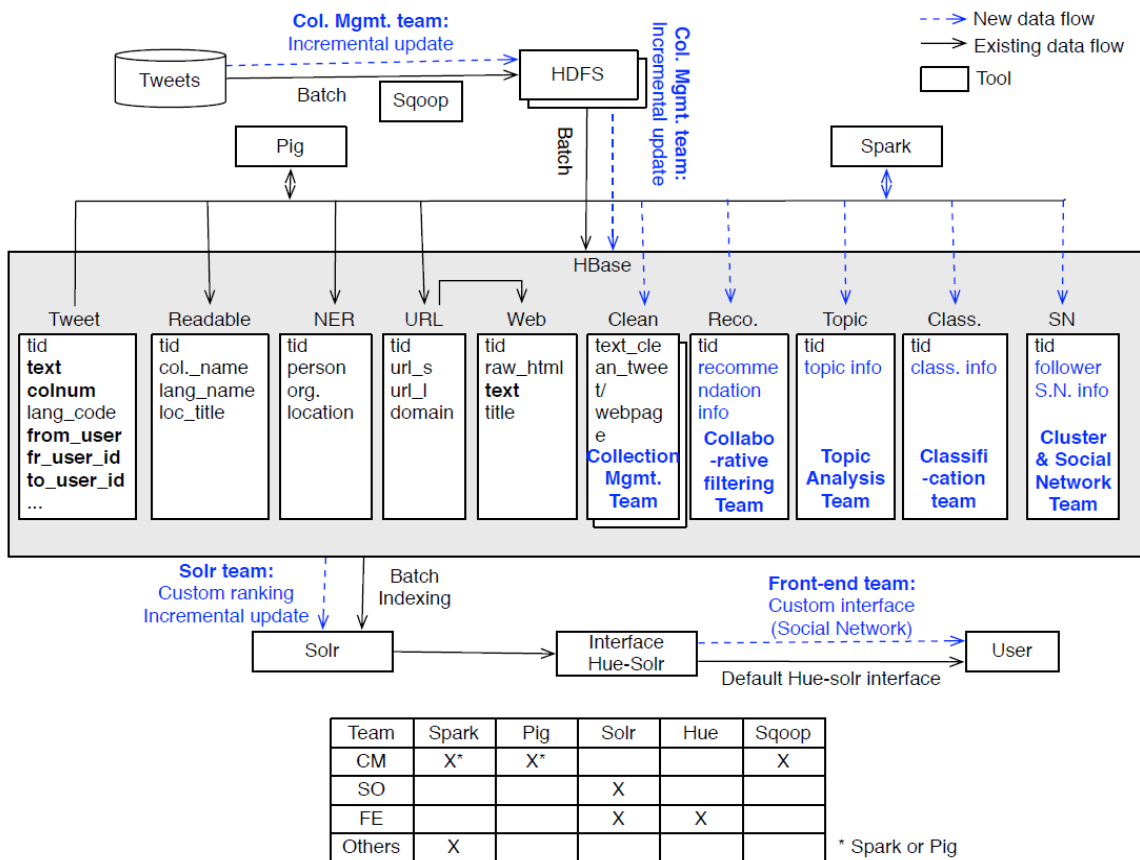 Col. Mgmt. team:
Incremental update
Tweets
Batch
Sqoop
HDFS
Col. Mgmt. team:
Incremental update
Batch
New data flow
Existing data flow
Tool
Pig
Spark
HBase
Tweet
tid
text
colnum
lang_code
from_user
fr_user_id
to_user_id
...
Readable
tid
col._name
lang_name
loc_title
NER
tid
person
org.
location
URL
tid
url_s
url_l
domain
Web
tid
raw_html
text
title
Clean
text_cle
an_tweet
t/
webpag
e
Collection
Mgmt.
Team
Reco.
tid
recomme
ndation
info
Collabo
-rative
filtering
Team
Topic
tid
topic info
Topic
Analysis
Team
Class.
tid
class. info
Classifi
-cation
team
SN
tid
follower
S.N. info
Cluster
& Social
Network
Team
Solr team:
Custom ranking
Incremental update
Batch
Indexing
Solr
Interface
Hue-Solr
Front-end team:
Custom interface
(Social Network)
Default Hue-solr interface
User
Team Spark Pig Solr Hue Sqoop
CM X* X* X
SO X
FE X X
Others X
* Spark or Pig